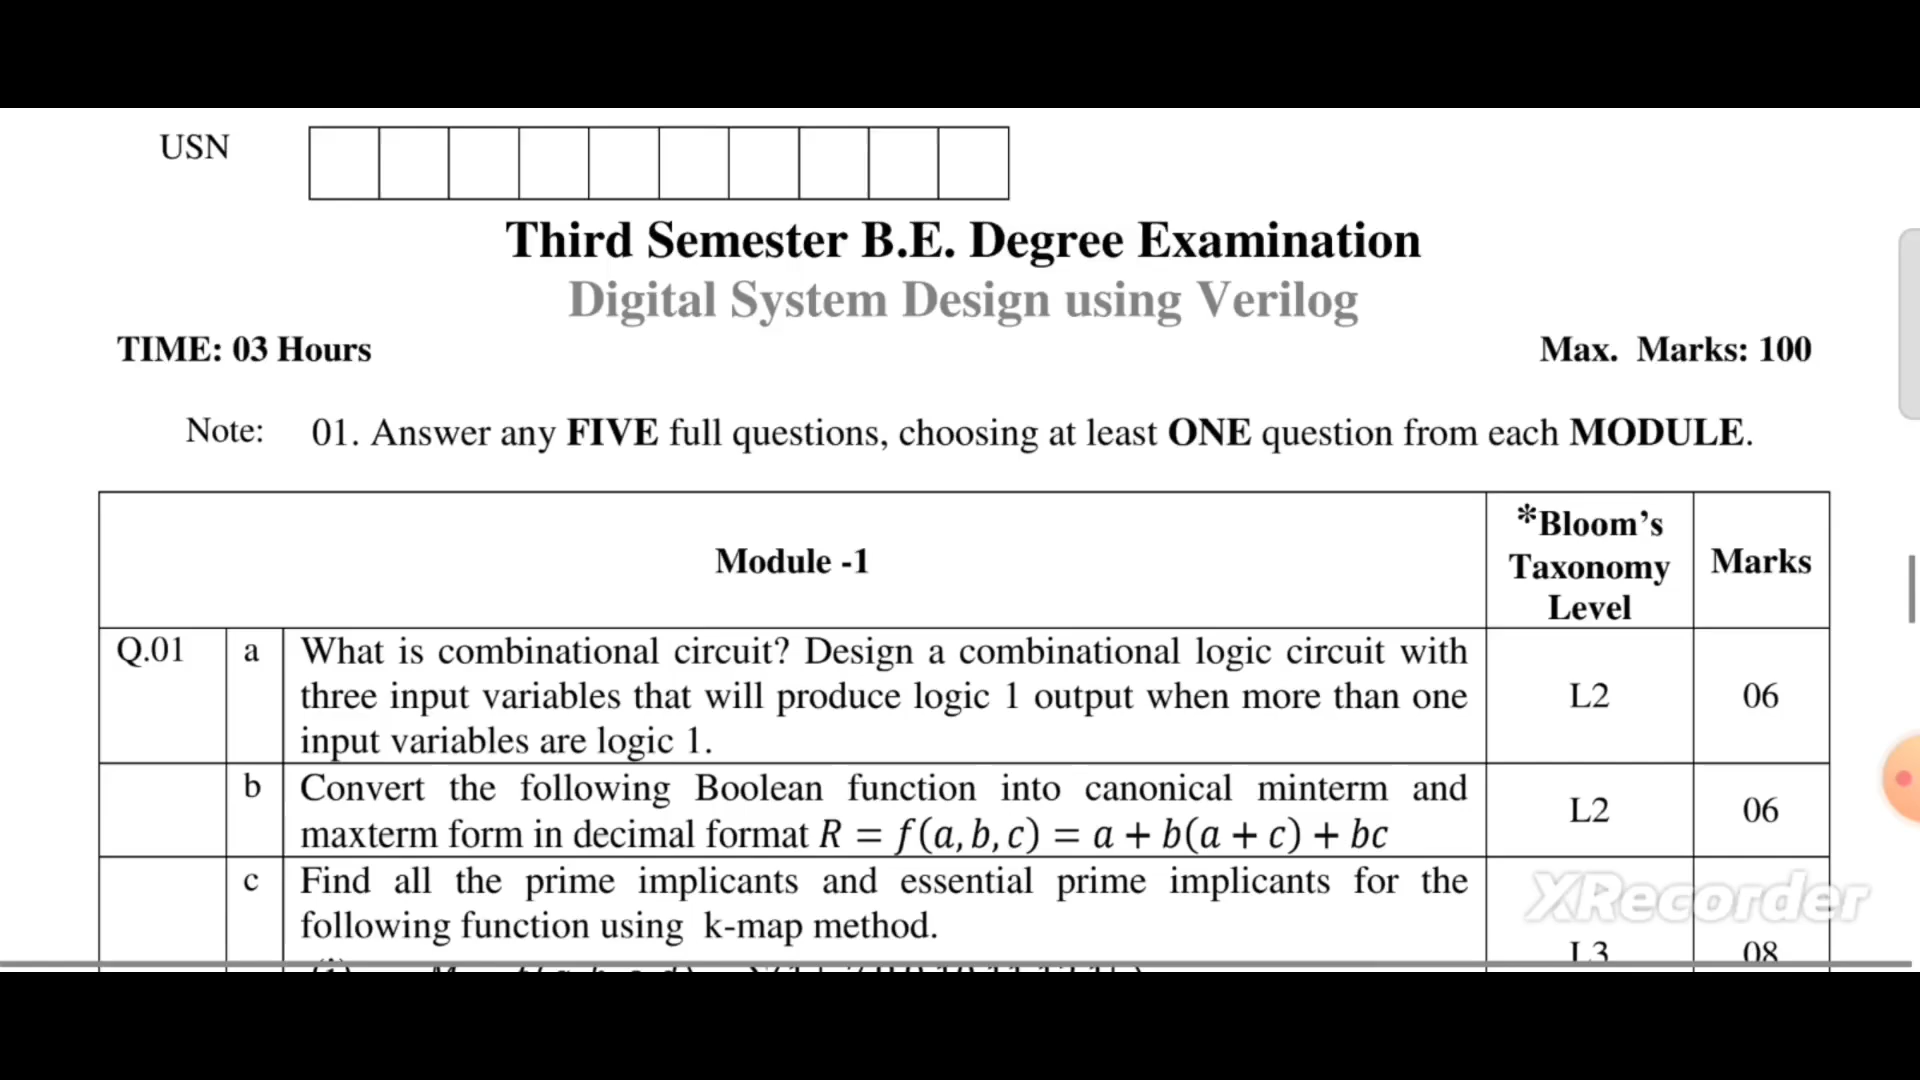 USN
Third Semester B.E. Degree Examination
Digital System Design using Verilog
TIME: 03 Hours Max. Marks: 100
Note: 01. Answer any FIVE full questions, choosing at least ONE question from each MODULE.
Module -1
*Bloom’s
Taxonomy
Level
Marks
Q.01 a What is combinational circuit? Design a combinational logic circuit with
three input variables that will produce logic 1 output when more than one
input variables are logic 1.
L2 06
b Convert the following Boolean function into canonical minterm and
maxterm form in decimal format R = f(a, b, c) = a + b(a + c) + bc
L2 06
c Find all the prime implicants and essential prime implicants for the
following function using k-map method.
L3 08
XRecorder